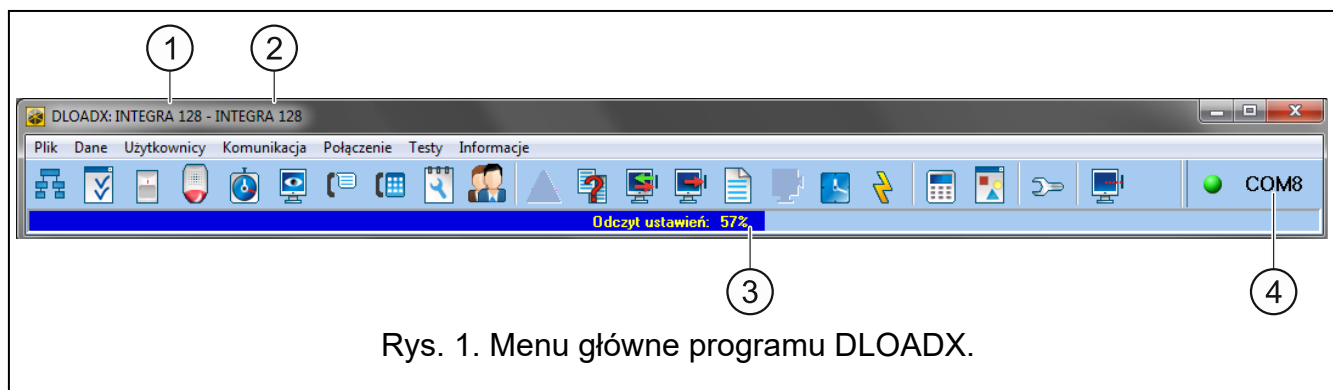 1 2
DLOADX: INTEGRA 128 - INTEGRA 128
Plik Dane Użytkownicy Komunikacja Połączenie Testy Informacje
COM8
Odczyt ustawień: 57%
3 4
Rys. 1. Menu główne programu DLOADX.